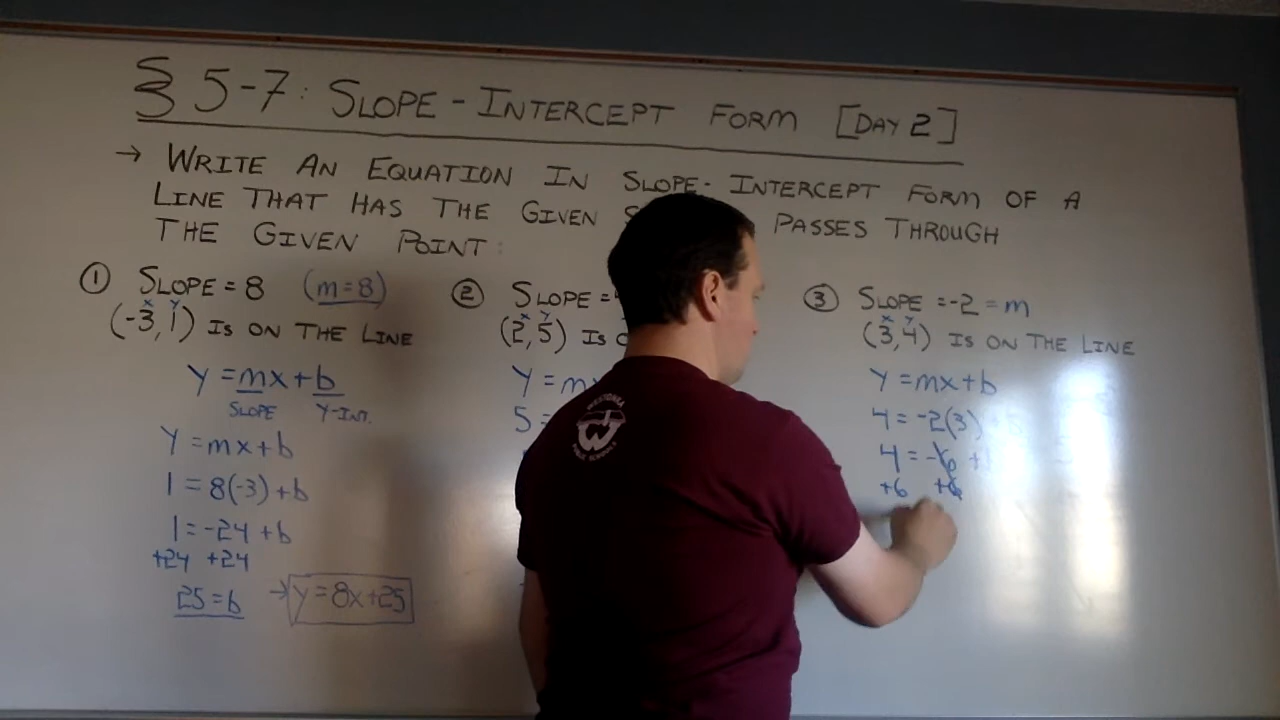 § 5-7: SLOPE-INTERCEPT FORM [DAY 2]
→ WRITE AN EQUATION IN SLOPE-INTERCEPT FORM OF A
LINE THAT HAS THE GIVEN PASSES THROUGH
THE GIVEN POINT:
① SLOPE = 8 (m=8)
x y
(-3,1) IS ON THE LINE
y = mx + b
SLOPE Y-INT.
y = mx + b
1 = 8(-3) + b
1 = -24 + b
+24 +24
25 = b → y = 8x+25
② SLOPE =
x y
(2,5) IS
y = m
5 =
③ SLOPE = -2 = m
x y
(3,4) IS ON THE LINE
y = mx + b
4 = -2(3)
4 = -6 +
+6 +6
WESTONKA
W
PUBLIC SCHOOLS